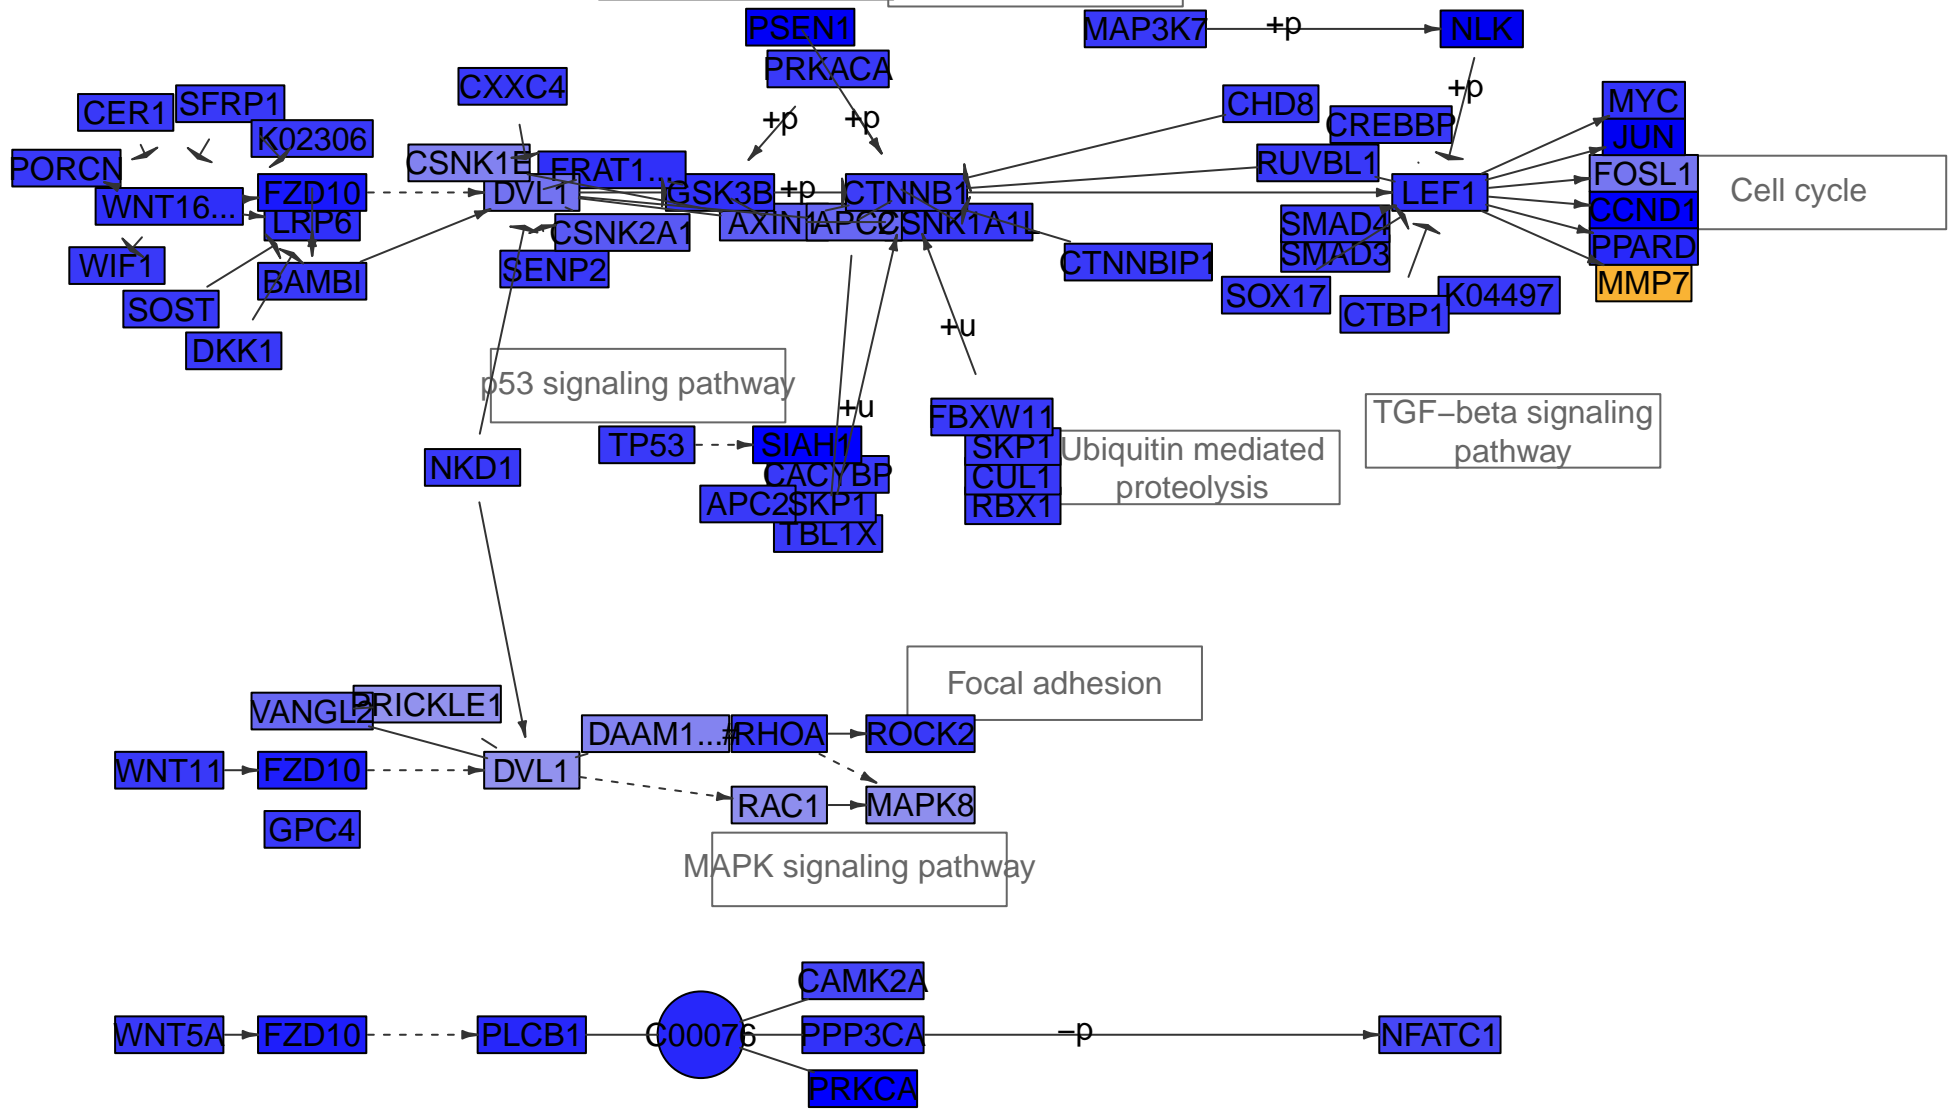 PSEN1
MAP3K7
+p
NLK
PRKACA
CXXC4
CER1
SFRP1
K02306
+p
+p
CHD8
CREBBP
+p
MYC
JUN
PORCN
CSNK1E
FRAT1...
RUVBL1
FOSL1
Cell cycle
WNT16...
FZD10
DVL1
GSK3B
+p
CTNNB1
LEF1
CCND1
LRP6
AXIN1
APC2
CSNK1A1L
SMAD4
CSNK2A1
SMAD3
PPARD
WIF1
BAMBI
SENP2
CTNNBIP1
MMP7
SOST
SOX17
K04497
CTBP1
DKK1
+u
p53 signaling pathway
+u
FBXW11
TGF−beta signaling
pathway
TP53
SIAH1
SKP1
Ubiquitin mediated
proteolysis
NKD1
CACYBP
CUL1
APC2
SKP1
RBX1
TBL1X
Focal adhesion
VANGL2
PRICKLE1
DAAM1...#
RHOA
ROCK2
WNT11
FZD10
DVL1
RAC1
MAPK8
GPC4
MAPK signaling pathway
CAMK2A
WNT5A
FZD10
PLCB1
C00076
PPP3CA
−p
NFATC1
PRKCA